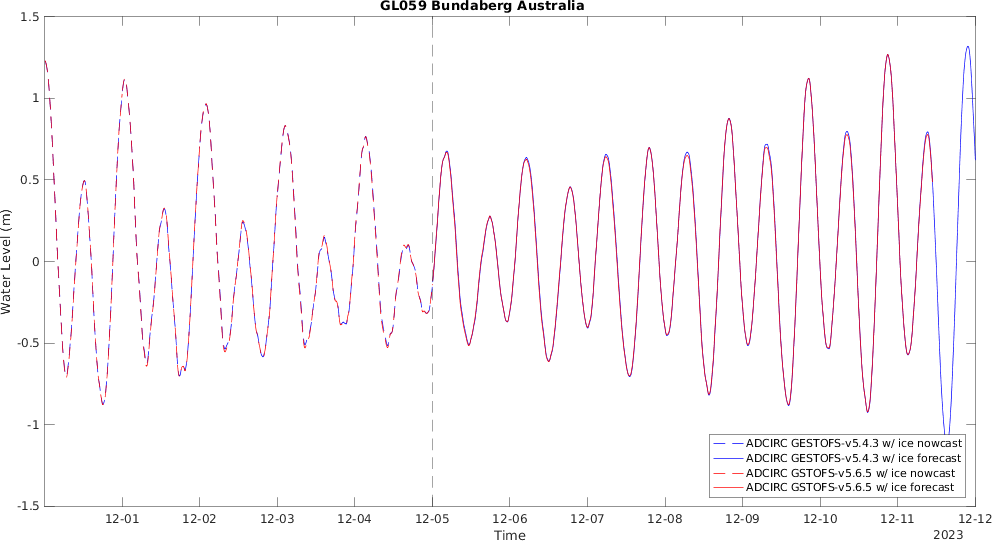 GL059 Bundaberg Australia
1.5
1
0.5
0
-0.5
-1
-1.5
Water Level (m)
12-01
12-02
12-03
12-04
12-05
12-06
12-07
12-08
12-09
12-10
12-11
12-12
2023
Time
ADCIRC GESTOFS-v5.4.3 w/ ice nowcast
ADCIRC GESTOFS-v5.4.3 w/ ice forecast
ADCIRC GSTOFS-v5.6.5 w/ ice nowcast
ADCIRC GSTOFS-v5.6.5 w/ ice forecast